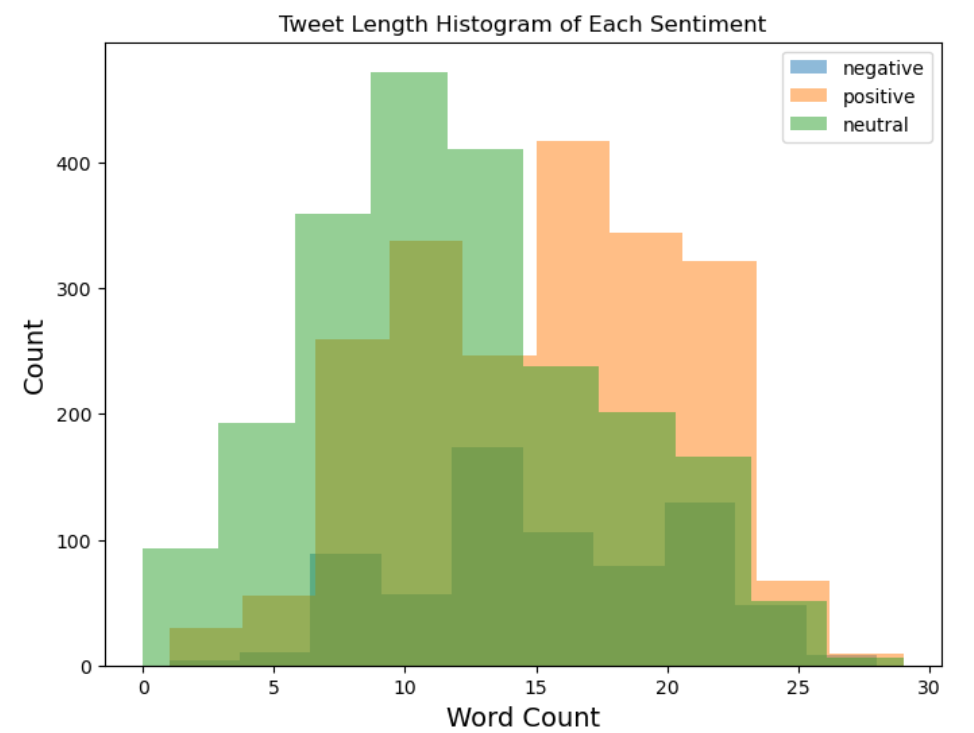 Tweet Length Histogram of Each Sentiment
negative
positive
neutral
Count
400
300
200
100
0
0 5 10 15 20 25 30
Word Count